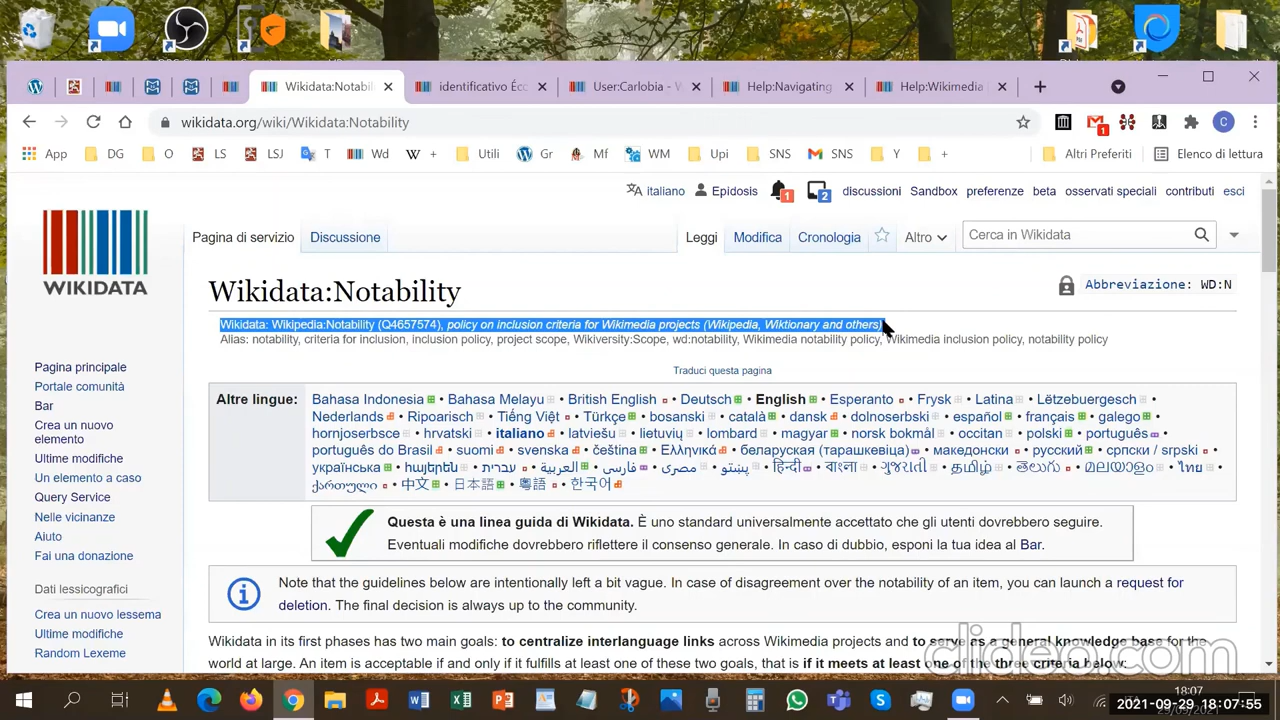 Wikidata:Notabil
identificativo Écc
User:Carlobia - W
Help:Navigating
Help:Wikimedia
wikidata.org/wiki/Wikidata:Notability
App DG O LS LSJ T Wd + Utili Gr Mf WM Upi SNS SNS Y + Altri Preferiti Elenco di lettura
italiano Epidosis 1 2 discussioni Sandbox preferenze beta osservati speciali contributi esci
Pagina di servizio Discussione Leggi Modifica Cronologia Altro Cerca in Wikidata
WIKIDATA
Wikidata:Notability
Abbreviazione: WD:N
Wikidata: Wikipedia:Notability (Q4657574), policy on inclusion criteria for Wikimedia projects (Wikipedia, Wiktionary and others)
Alias: notability, criteria for inclusion, inclusion policy, project scope, Wikiversity:Scope, wd:notability, Wikimedia notability policy, Wikimedia inclusion policy, notability policy
Traduci questa pagina
Pagina principale
Portale comunità
Bar
Crea un nuovo
elemento
Ultime modifiche
Un elemento a caso
Query Service
Nelle vicinanze
Aiuto
Fai una donazione
Dati lessicografici
Crea un nuovo lessema
Ultime modifiche
Random Lexeme
Altre lingue: Bahasa Indonesia • Bahasa Melayu • British English • Deutsch • English • Esperanto • Frysk • Latina • Lëtzebuergesch •
Nederlands • Ripoarisch • Tiếng Việt • Türkçe • bosanski • català • dansk • dolnoserbski • español • français • galego •
hornjoserbsce • hrvatski • italiano • latviešu • lietuvių • lombard • magyar • norsk bokmål • occitan • polski • português •
português do Brasil • suomi • svenska • čeština • Ελληνικά • беларуская (тарашкевіца) • македонски • русский • српски / srpski •
українська • հայերեն • עברית • العربية • فارسی • مصرى • پښتو • हिन्दी • বাংলা • ગુજરાતી • தமிழ் • తెలుగు • മലയാളം • ไทย •
ქართული • 中文 • 日本語 • 粵語 • 한국어
Questa è una linea guida di Wikidata. È uno standard universalmente accettato che gli utenti dovrebbero seguire.
Eventuali modifiche dovrebbero riflettere il consenso generale. In caso di dubbio, esponi la tua idea al Bar.
Note that the guidelines below are intentionally left a bit vague. In case of disagreement over the notability of an item, you can launch a request for
deletion. The final decision is always up to the community.
Wikidata in its first phases has two main goals: to centralize interlanguage links across Wikimedia projects and to serve as a general knowledge base for the
world at large. An item is acceptable if and only if it fulfills at least one of these two goals, that is if it meets at least one of the three criteria below:
clideo.com
18:07
2021-09-29 18:07:55